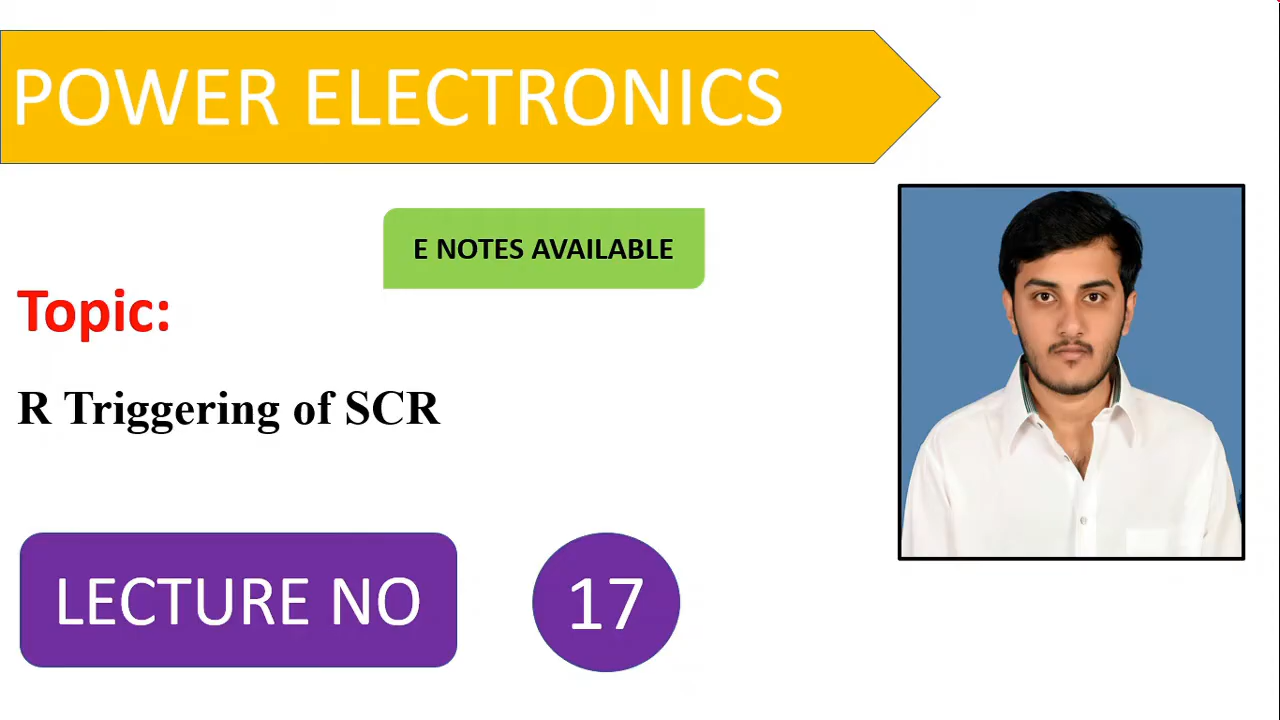 POWER ELECTRONICS
E NOTES AVAILABLE
Topic:
R Triggering of SCR
LECTURE NO
17